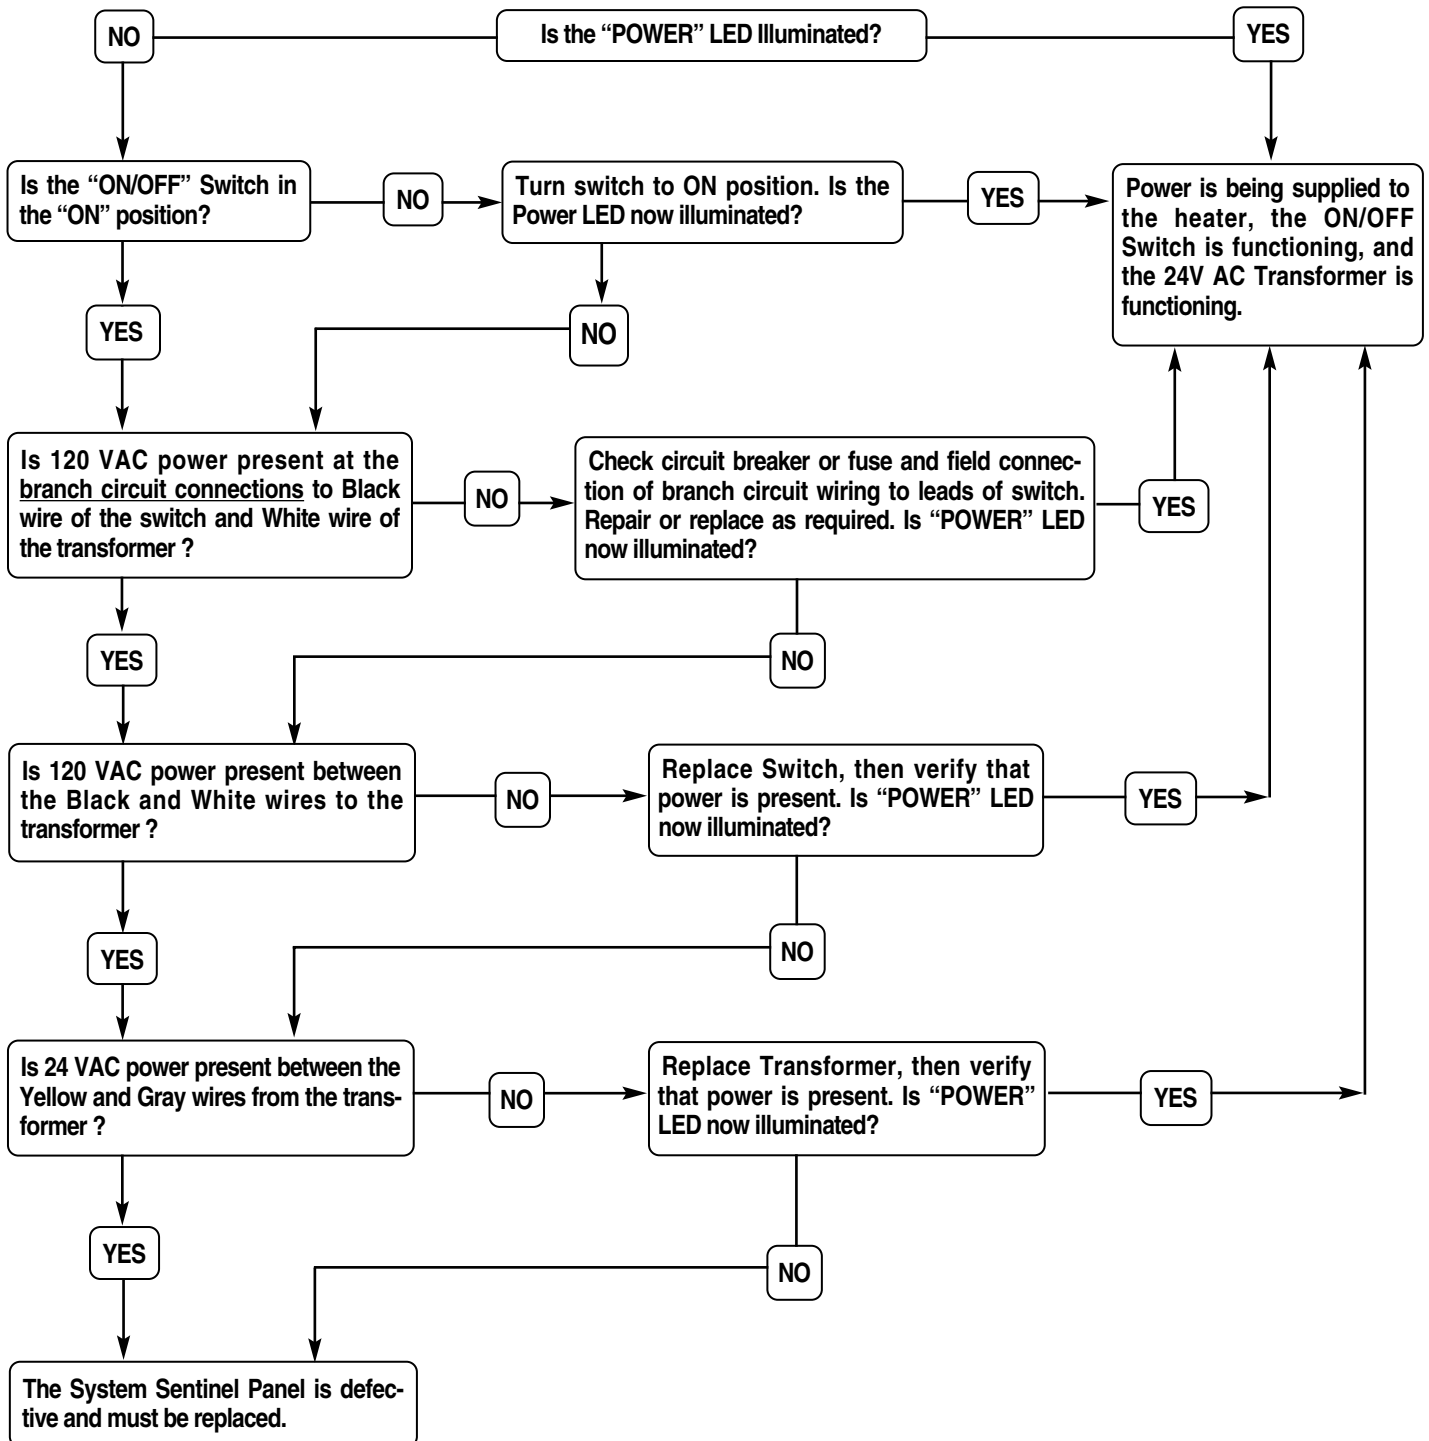 NO
Is the “POWER” LED Illuminated?
YES
Is the “ON/OFF” Switch in
the “ON” position?
NO
Turn switch to ON position. Is the
Power LED now illuminated?
YES
Power is being supplied to
the heater, the ON/OFF
Switch is functioning, and
the 24V AC Transformer is
functioning.
YES
NO
Is 120 VAC power present at the
branch circuit connections to Black
wire of the switch and White wire of
the transformer ?
NO
Check circuit breaker or fuse and field connec-
tion of branch circuit wiring to leads of switch.
Repair or replace as required. Is “POWER” LED
now illuminated?
YES
YES
NO
Is 120 VAC power present between
the Black and White wires to the
transformer ?
NO
Replace Switch, then verify that
power is present. Is “POWER” LED
now illuminated?
YES
YES
NO
Is 24 VAC power present between the
Yellow and Gray wires from the trans-
former ?
NO
Replace Transformer, then verify
that power is present. Is “POWER”
LED now illuminated?
YES
YES
NO
The System Sentinel Panel is defec-
tive and must be replaced.